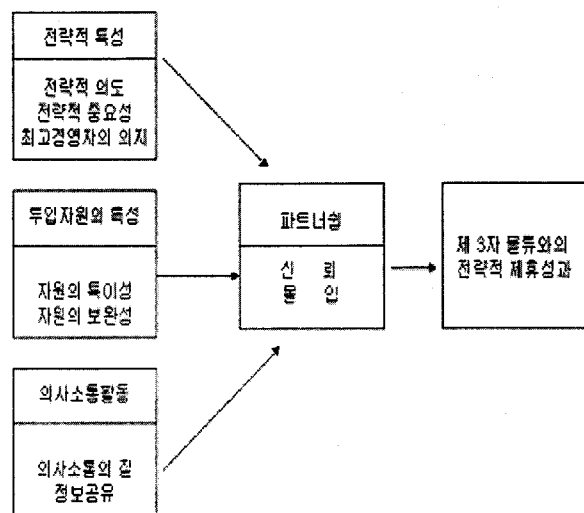 전략적 특성
전략적 의도
전략적 중요성
최고경영자의 의지
투입자원의 특성
자원의 특이성
자원의 보완성
의사소통활동
의사소통의 질
정보공유
파트너쉽
신 뢰
몰 입
제 3자 물류와의
전략적 제휴성과